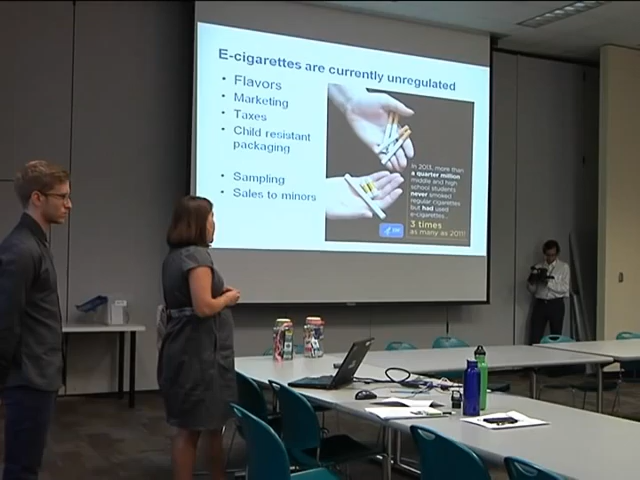 E-cigarettes are currently unregulated
• Flavors
• Marketing
• Taxes
• Child resistant
packaging
• Sampling
• Sales to minors
In 2013, more than
a quarter million
middle and high
school students
never smoked
regular cigarettes
but had used
e-cigarettes...
3 times
as many as 2011!